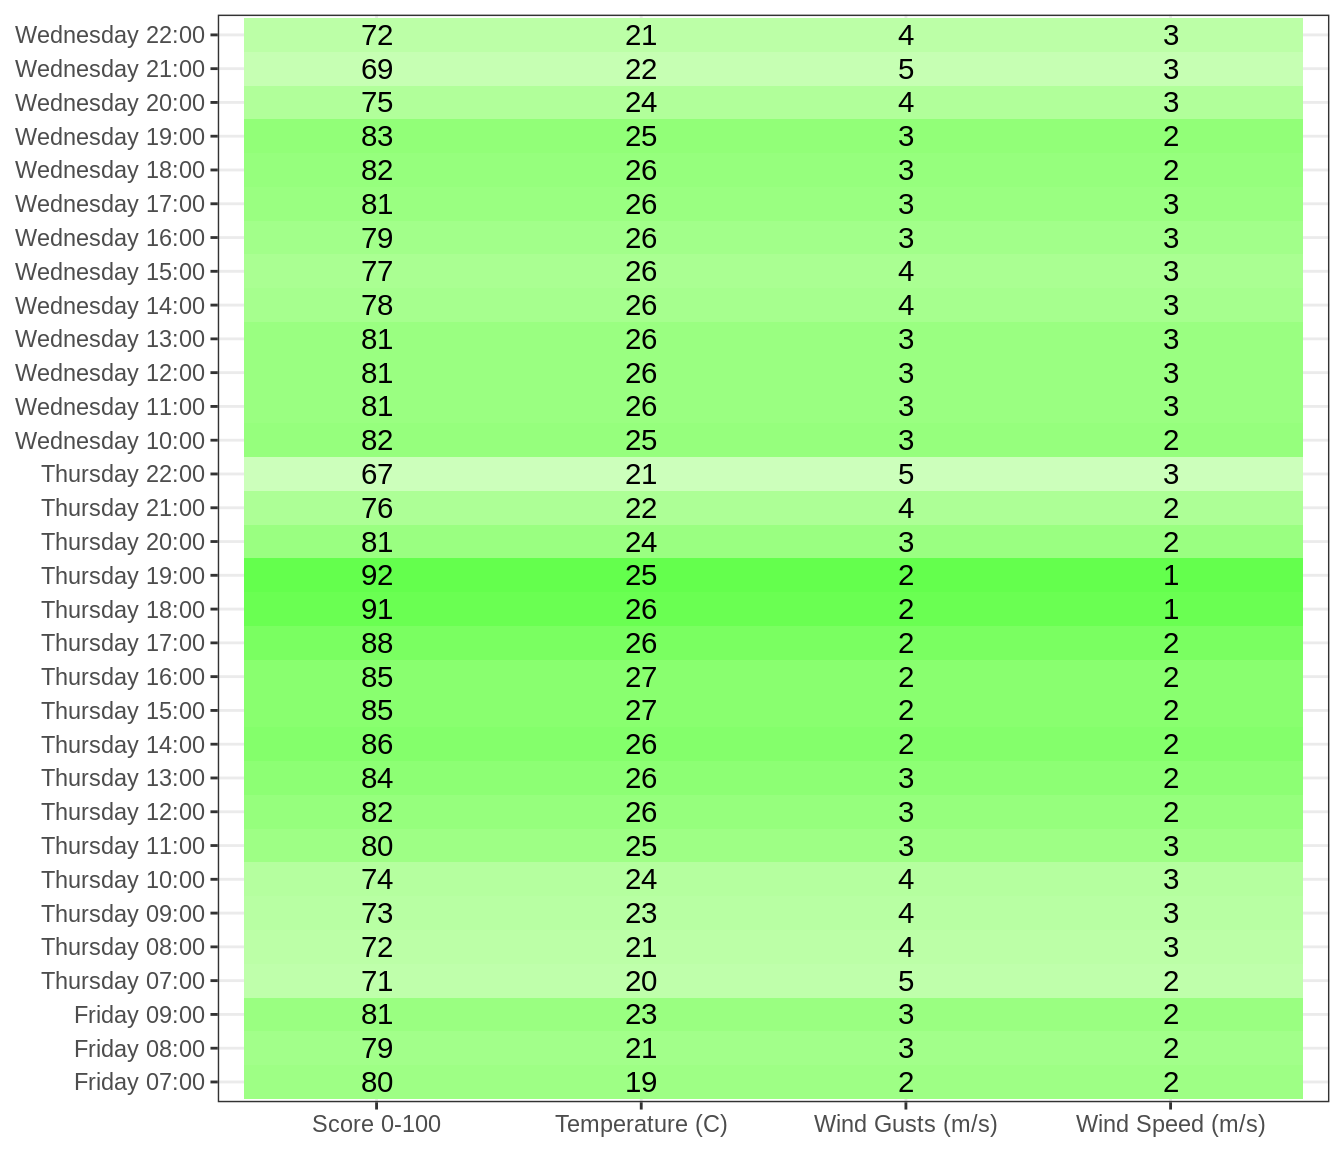 Wednesday 22:00 72 21 4 3
Wednesday 21:00 69 22 5 3
Wednesday 20:00 75 24 4 3
Wednesday 19:00 83 25 3 2
Wednesday 18:00 82 26 3 2
Wednesday 17:00 81 26 3 3
Wednesday 16:00 79 26 3 3
Wednesday 15:00 77 26 4 3
Wednesday 14:00 78 26 4 3
Wednesday 13:00 81 26 3 3
Wednesday 12:00 81 26 3 3
Wednesday 11:00 81 26 3 3
Wednesday 10:00 82 25 3 2
Thursday 22:00 67 21 5 3
Thursday 21:00 76 22 4 2
Thursday 20:00 81 24 3 2
Thursday 19:00 92 25 2 1
Thursday 18:00 91 26 2 1
Thursday 17:00 88 26 2 2
Thursday 16:00 85 27 2 2
Thursday 15:00 85 27 2 2
Thursday 14:00 86 26 2 2
Thursday 13:00 84 26 3 2
Thursday 12:00 82 26 3 2
Thursday 11:00 80 25 3 3
Thursday 10:00 74 24 4 3
Thursday 09:00 73 23 4 3
Thursday 08:00 72 21 4 3
Thursday 07:00 71 20 5 2
Friday 09:00 81 23 3 2
Friday 08:00 79 21 3 2
Friday 07:00 80 19 2 2
Score 0-100 Temperature (C) Wind Gusts (m/s) Wind Speed (m/s)